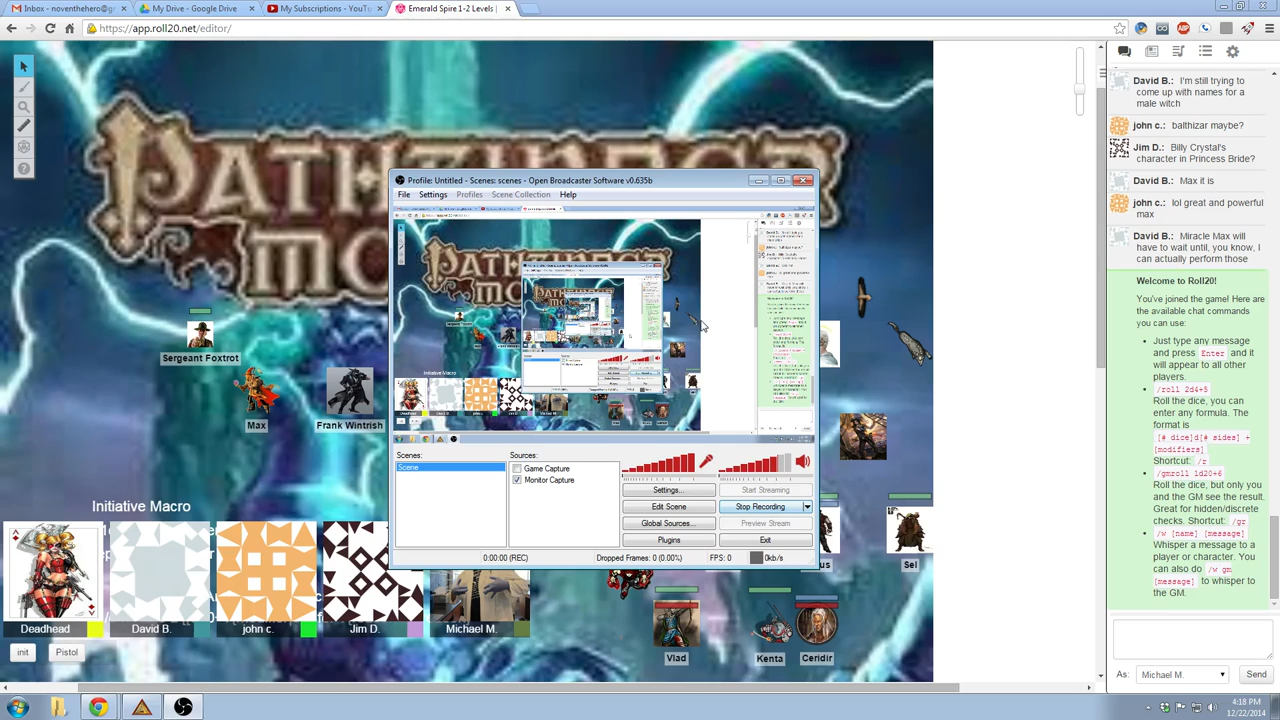 Inbox - noventhehero@g
My Drive - Google Drive
My Subscriptions - YouTu
Emerald Spire 1-2 Levels |
https://app.roll20.net/editor/
David B.: I'm still trying to
come up with names for a
male witch
john c.: balthizar maybe?
Jim D.: Billy Crystal's
character in Princess Bride?
David B.: Max it is
john c.: great and powerful
max
David B.: Miracle Max will
have to wait until, you know, I
can actually perform those
Welcome to Roll20!
You've joined the game! Here are
the available chat commands
you can use:
Just type any message
and press Enter and it
will appear to all other
players.
/roll 2d4+5
Roll the dice, you can
enter any formula. The
format is
[# dice]d[# sides +
modifiers]
Shortcut: /r
/gmroll 1d20+6
Roll the dice, but only you
and the GM see the result.
Great for hidden/discrete
checks. Shortcut: /gr
/w [name] [message]
Whisper a message to a
player or character. You
can also do /w gm
[message] to whisper to
the GM.
As: Michael M.
Send
PATHFINDER
Profile: Untitled - Scenes: scenes - Open Broadcaster Software v0.635b
File Settings Profiles Scene Collection Help
Initiative Macro
Scenes:
Scene
Sources:
Game Capture
Monitor Capture
Settings...
Start Streaming
Edit Scene
Stop Recording
Global Sources...
Preview Stream
Plugins
Exit
0:00:00 (REC)
Dropped Frames: 0 (0.00%)
FPS: 0
0kb/s
Sergeant Foxtrot
Max
Frank Wintrish
Sel
Initiative Macro
Deadhead
David B.
john c.
Jim D.
Michael M.
Vlad
Kenta
Ceridir
init
Pistol
4:18 PM
12/22/2014